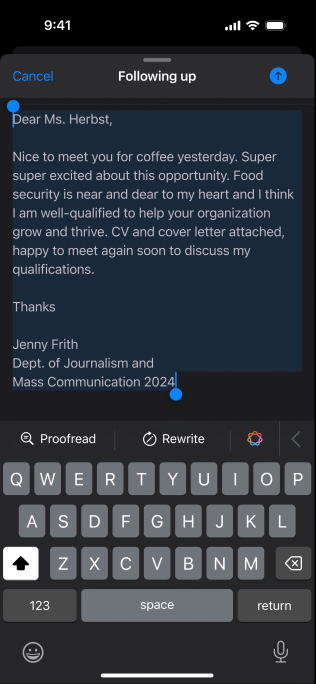 9:41
Cancel Following up
Dear Ms. Herbst,
Nice to meet you for coffee yesterday. Super
super excited about this opportunity. Food
security is near and dear to my heart and I think
I am well-qualified to help your organization
grow and thrive. CV and cover letter attached,
happy to meet again soon to discuss my
qualifications.
Thanks
Jenny Frith
Dept. of Journalism and
Mass Communication 2024
Proofread Rewrite
Q W E R T Y U I O P
A S D F G H J K L
Z X C V B N M
123 space return